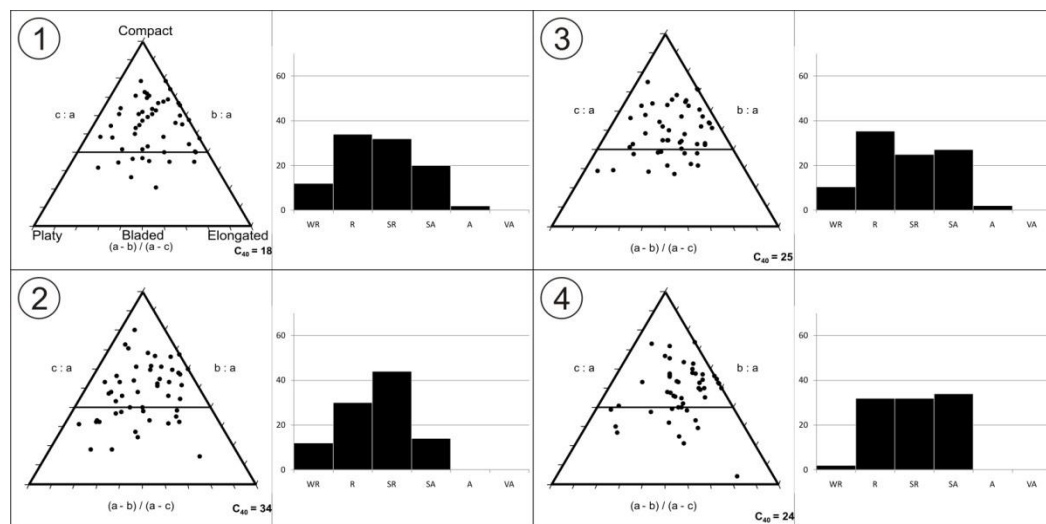 1
Compact
c : a
b : a
Platy
Bladed
Elongated
(a - b) / (a - c)
C₄₀ = 18
60
40
20
0
WR R SR SA A VA
3
c : a
b : a
(a - b) / (a - c)
C₄₀ = 25
60
40
20
0
WR R SR SA A VA
2
c : a
b : a
(a - b) / (a - c)
C₄₀ = 34
60
40
20
0
WR R SR SA A VA
4
c : a
b : a
(a - b) / (a - c)
C₄₀ = 24
60
40
20
0
WR R SR SA A VA